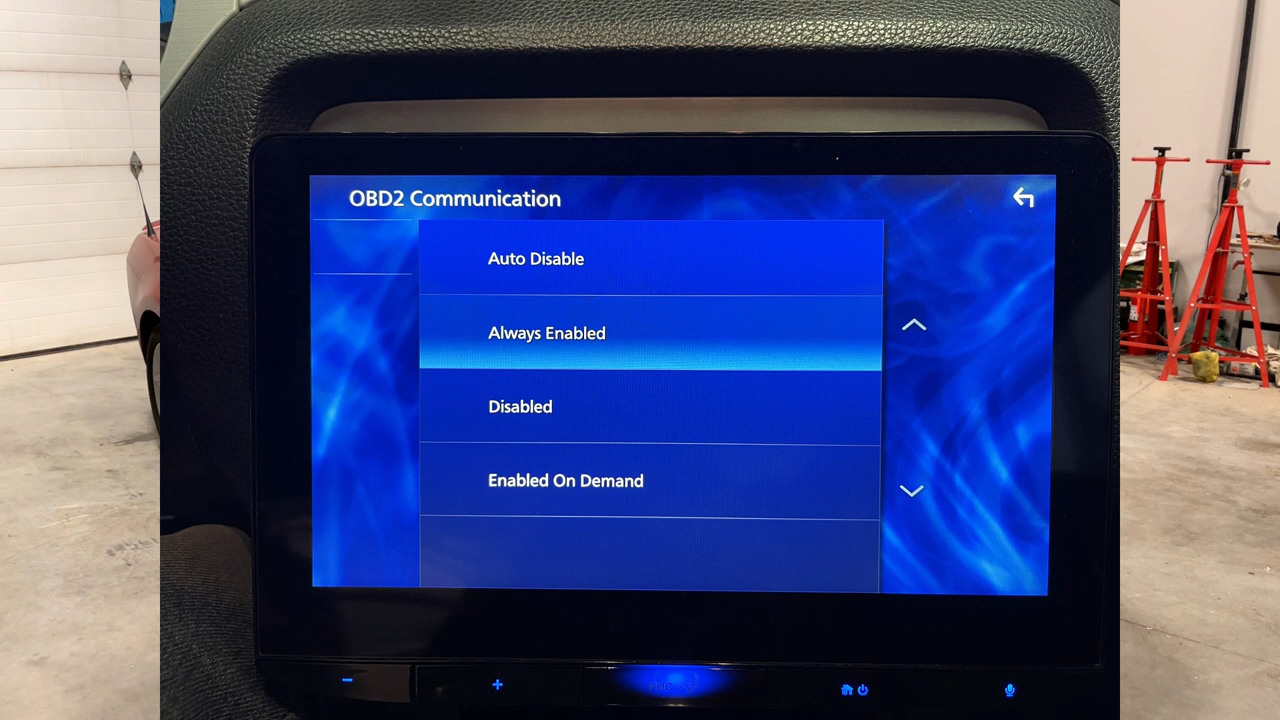 OBD2 Communication
Auto Disable
Always Enabled
Disabled
Enabled On Demand